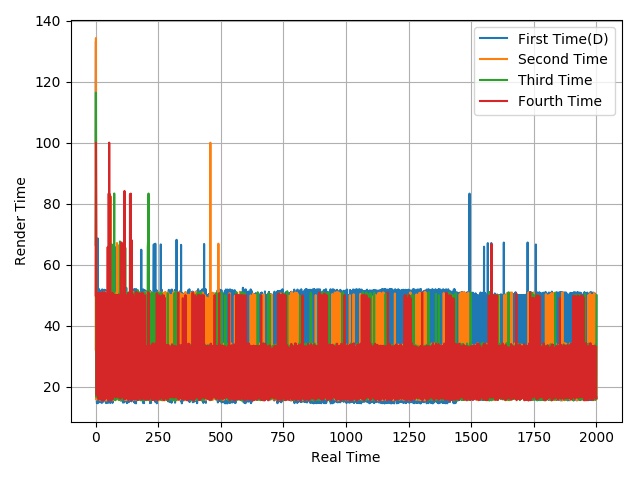 140
120
100
80
60
40
20
Render Time
First Time(D)
Second Time
Third Time
Fourth Time
0 250 500 750 1000 1250 1500 1750 2000
Real Time